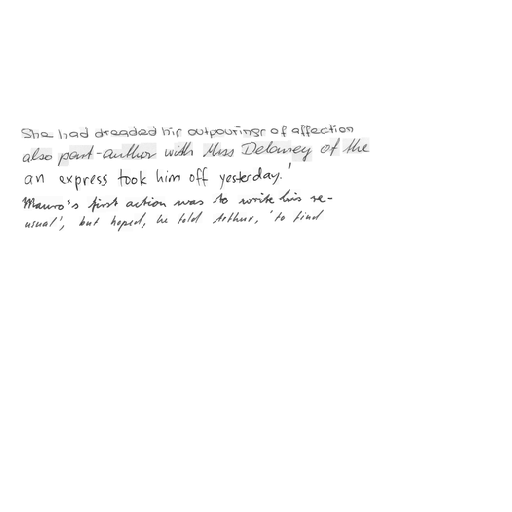 She had dreaded his outpourings of affection
also part-author with Miss Delaney of the
an express took him off yesterday.'
Mauro's first action was to write his re-
usual', but hoped, he told Arthur, 'to find